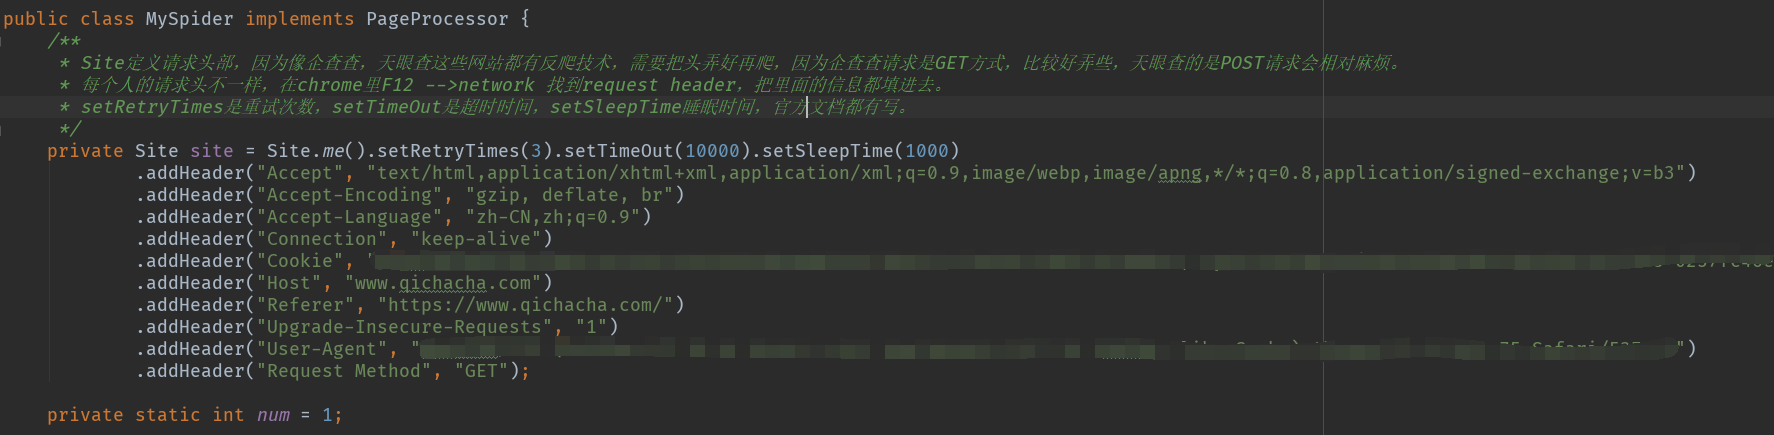 public class MySpider implements PageProcessor {
/**
* Site定义请求头部，因为像企查查，天眼查这些网站都有反爬技术，需要把头弄好再爬，因为企查查请求是GET方式，比较好弄些，天眼查的是POST请求会相对麻烦。
* 每个人的请求头不一样，在chrome里F12 -->network 找到request header，把里面的信息都填进去。
* setRetryTimes是重试次数，setTimeOut是超时时间，setSleepTime睡眠时间，官方文档都有写。
*/
private Site site = Site.me().setRetryTimes(3).setTimeOut(10000).setSleepTime(1000)
.addHeader("Accept", "text/html,application/xhtml+xml,application/xml;q=0.9,image/webp,image/apng,*/*;q=0.8,application/signed-exchange;v=b3")
.addHeader("Accept-Encoding", "gzip, deflate, br")
.addHeader("Accept-Language", "zh-CN,zh;q=0.9")
.addHeader("Connection", "keep-alive")
.addHeader("Cookie",
.addHeader("Host", "www.qichacha.com")
.addHeader("Referer", "https://www.qichacha.com/")
.addHeader("Upgrade-Insecure-Requests", "1")
.addHeader("User-Agent", " ")
.addHeader("Request Method", "GET");
private static int num = 1;